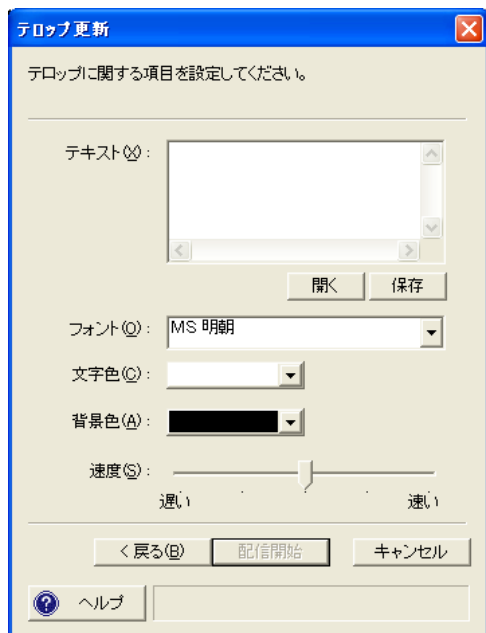 テロップ更新
テロップに関する項目を設定してください。
テキスト(X):
開く 保存
フォント(O): MS 明朝
文字色(C):
背景色(A):
速度(S):
遅い 速い
< 戻る(B) 配信開始 キャンセル
? ヘルプ